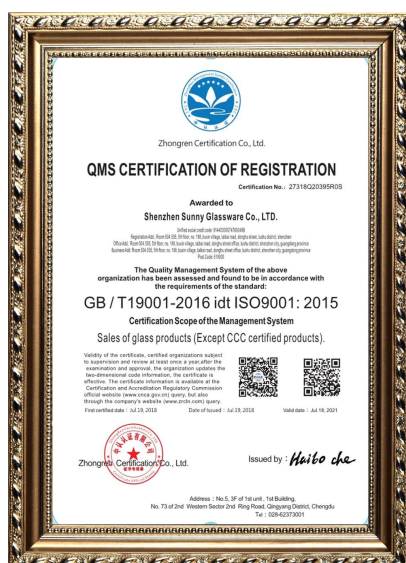 Zhongren Certification Co., Ltd.
QMS CERTIFICATION OF REGISTRATION
Certification No.: 27318Q20395R0S
Awarded to
Shenzhen Sunny Glassware Co., LTD.
The Quality Management System of the above
organization has been assessed and found to be in accordance with
the requirements of the standard:
GB / T19001-2016 idt ISO9001: 2015
Certification Scope of the Management System
Sales of glass products (Except CCC certified products).
Validity of the certificate, certified organizations subject
to supervision and review at least once a year,after the
examination and approval, the organization updates the
two-dimensional code information, the certificate is
effective. The certificate information is available at the
Certification and Accreditation Regulatory Commission
official website (www.cnca.gov.cn) query, but also
through the company's website (www.zrcln.com) query.
First certified date : Jul.19, 2018 Date of Issued : Jul.19, 2018 Valid date : Jul.18, 2021
Zhongren Certification Co., Ltd.
Issued by : Huibo che
Address : No.5, 3F of 1st unit , 1st Building,
No. 73 of 2nd Western Sector 2nd Ring Road, Qingyang District, Chengdu
Tel : 028-62373001